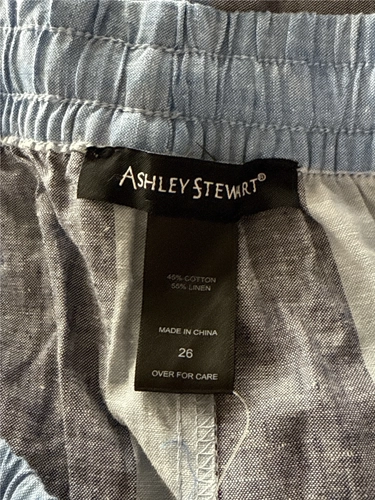 ASHLEY STEWART®
45% COTTON
55% LINEN
MADE IN CHINA
26
OVER FOR CARE